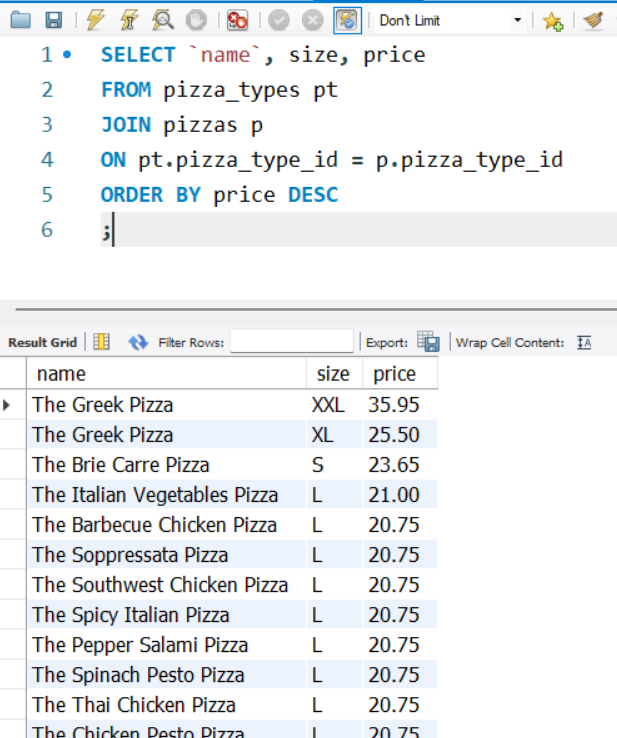 Don't Limit
1 SELECT `name`, size, price
2 FROM pizza_types pt
3 JOIN pizzas p
4 ON pt.pizza_type_id = p.pizza_type_id
5 ORDER BY price DESC
6 ;
Result Grid Filter Rows: Export: Wrap Cell Content:
name size price
The Greek Pizza XXL 35.95
The Greek Pizza XL 25.50
The Brie Carre Pizza S 23.65
The Italian Vegetables Pizza L 21.00
The Barbecue Chicken Pizza L 20.75
The Soppressata Pizza L 20.75
The Southwest Chicken Pizza L 20.75
The Spicy Italian Pizza L 20.75
The Pepper Salami Pizza L 20.75
The Spinach Pesto Pizza L 20.75
The Thai Chicken Pizza L 20.75
The Chicken Pesto Pizza L 20.75